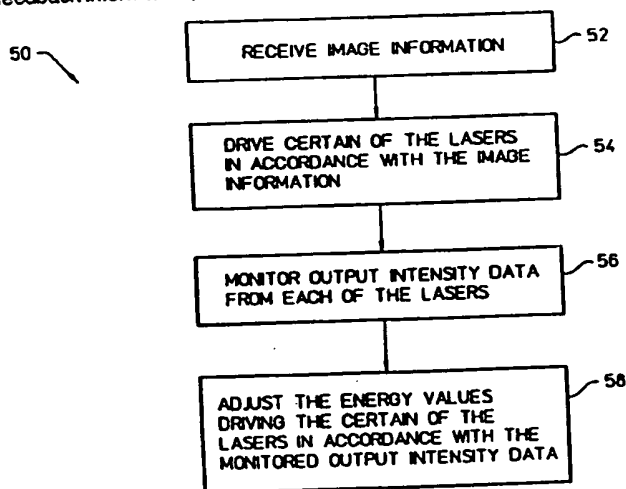 50
RECEIVE IMAGE INFORMATION
52
DRIVE CERTAIN OF THE LASERS
IN ACCORDANCE WITH THE IMAGE
INFORMATION
54
MONITOR OUTPUT INTENSITY DATA
FROM EACH OF THE LASERS
56
ADJUST THE ENERGY VALUES
DRIVING THE CERTAIN OF THE
LASERS IN ACCORDANCE WITH THE
MONITORED OUTPUT INTENSITY DATA
58